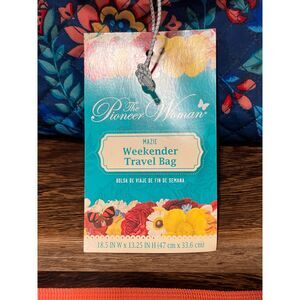 The
Pioneer Woman
MAZIE
Weekender
Travel Bag
BOLSA DE VIAJE DE FIN DE SEMANA
18.5 IN W x 13.25 IN H (47 cm x 33.6 cm)